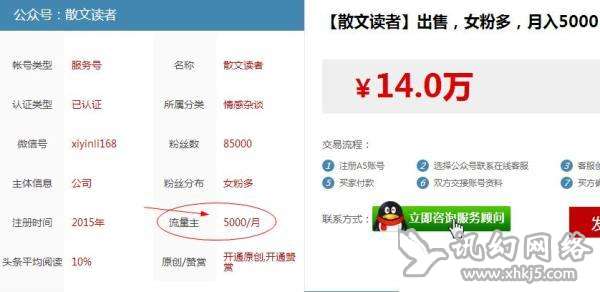 公众号：散文读者
帐号类型 服务号 名称 散文读者
认证类型 已认证 所属分类 情感杂谈
微信号 xiyinli168 粉丝数 85000
主体信息 公司 粉丝分布 女粉多
注册时间 2015年 流量主 5000/月
头条平均阅读 10% 原创/赞赏 开通原创,开通赞赏
【散文读者】出售，女粉多，月入5000
¥14.0万
交易流程：
1 注册A5账号 2 选择公众号联系在线客服 3 客服
5 买家付款 6 双方交接账号资料 7 买方
联系方式： 立即咨询服务顾问
讯幻网络
www.xhkj5.com